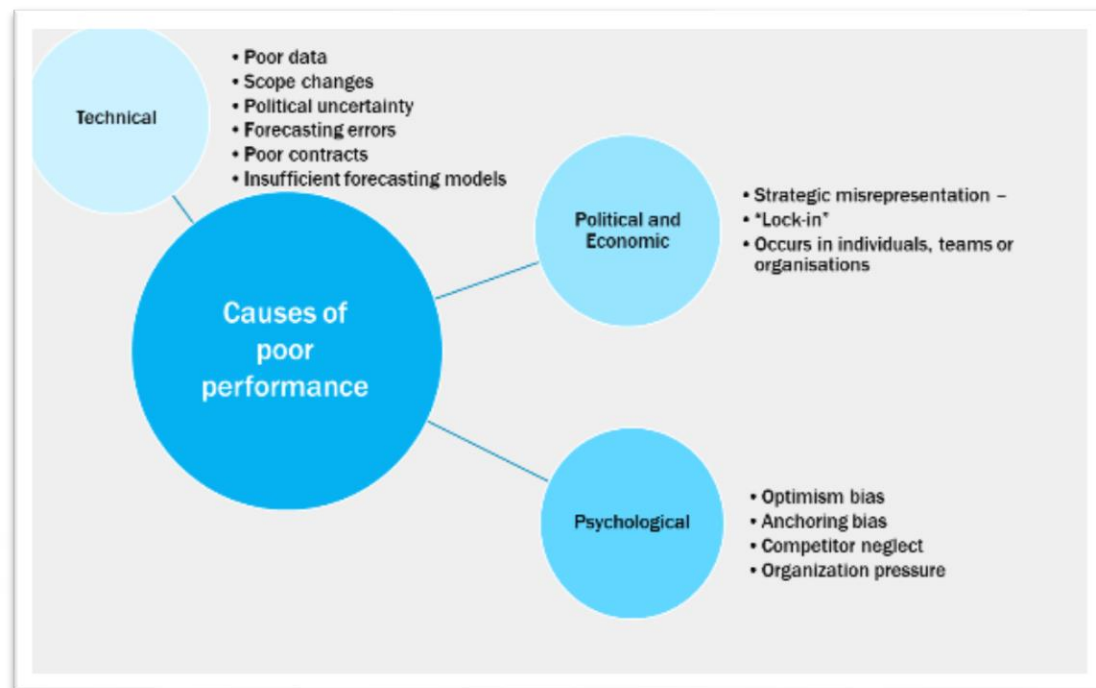 Technical
• Poor data
• Scope changes
• Political uncertainty
• Forecasting errors
• Poor contracts
• Insufficient forecasting models
Causes of
poor
performance
Political and
Economic
• Strategic misrepresentation –
• "Lock-in"
• Occurs in individuals, teams or
organisations
Psychological
• Optimism bias
• Anchoring bias
• Competitor neglect
• Organization pressure